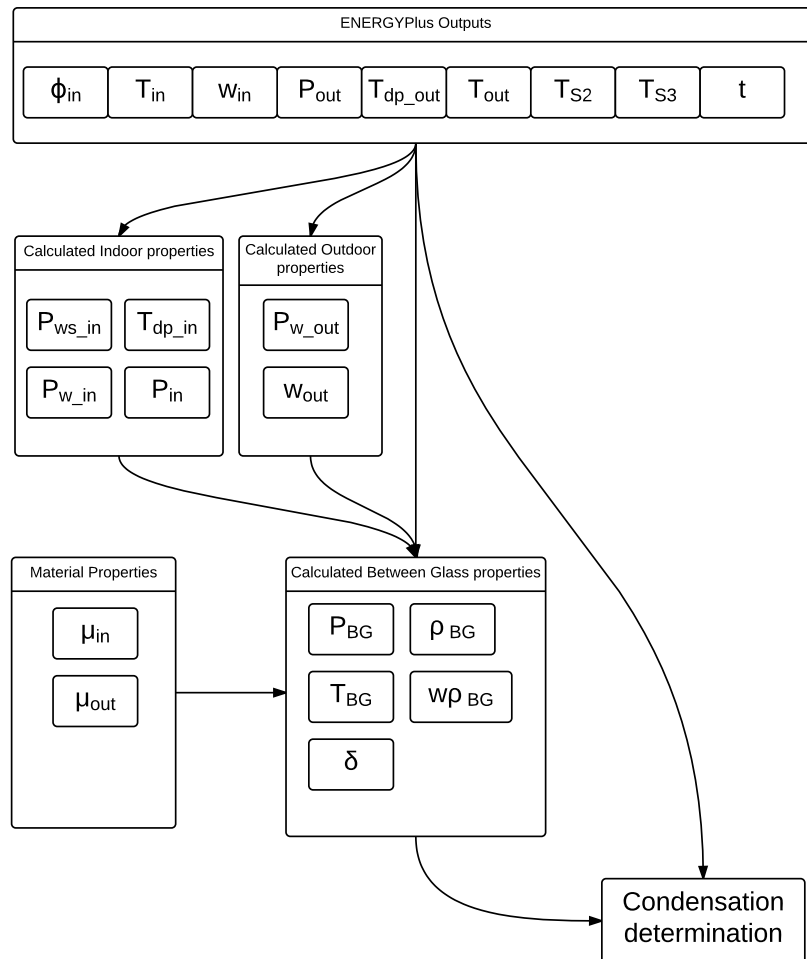 ENERGYPlus Outputs
ϕin Tin win Pout Tdp_out Tout TS2 TS3 t
Calculated Indoor properties
Pws_in Tdp_in
Pw_in Pin
Calculated Outdoor
properties
Pw_out
wout
Material Properties
μin
μout
Calculated Between Glass properties
PBG ρ BG
TBG wρ BG
δ
Condensation
determination